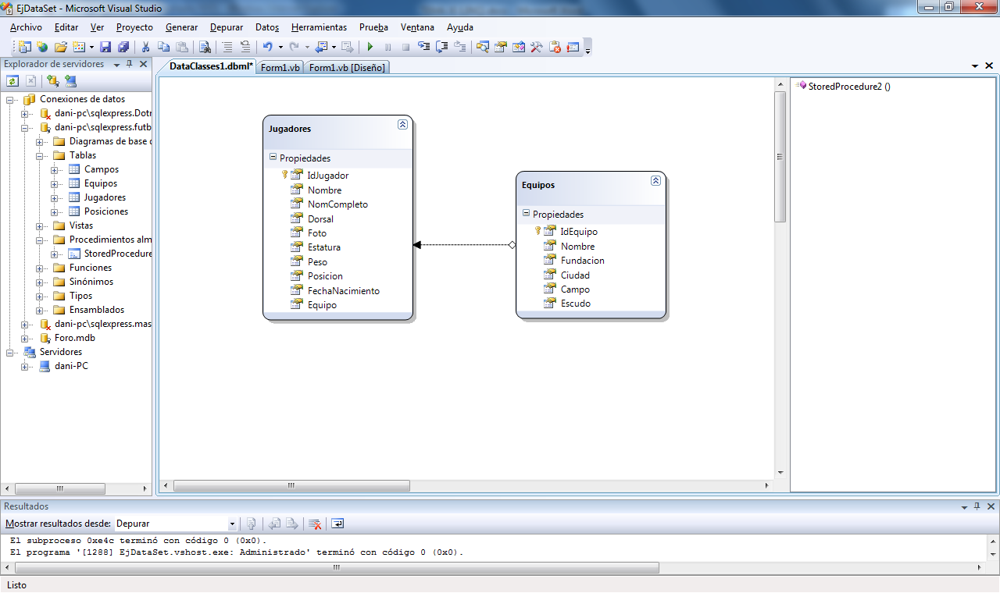 EjDataSet - Microsoft Visual Studio
Archivo Editar Ver Proyecto Generar Depurar Datos Herramientas Prueba Ventana Ayuda
Explorador de servidores
DataClasses1.dbml* Form1.vb Form1.vb [Diseño]
Conexiones de datos
dani-pc\sqlexpress.Dotn
dani-pc\sqlexpress.futb
Diagramas de base d
Tablas
Campos
Equipos
Jugadores
Posiciones
Vistas
Procedimientos alm
StoredProcedure
Funciones
Sinónimos
Tipos
Ensamblados
dani-pc\sqlexpress.mas
Foro.mdb
Servidores
dani-PC
Jugadores
Propiedades
IdJugador
Nombre
NomCompleto
Dorsal
Foto
Estatura
Peso
Posicion
FechaNacimiento
Equipo
Equipos
Propiedades
IdEquipo
Nombre
Fundacion
Ciudad
Campo
Escudo
StoredProcedure2 ()
Resultados
Mostrar resultados desde: Depurar
El subproceso 0xe4c terminó con código 0 (0x0).
El programa '[1288] EjDataSet.vshost.exe: Administrado' terminó con código 0 (0x0).
Listo